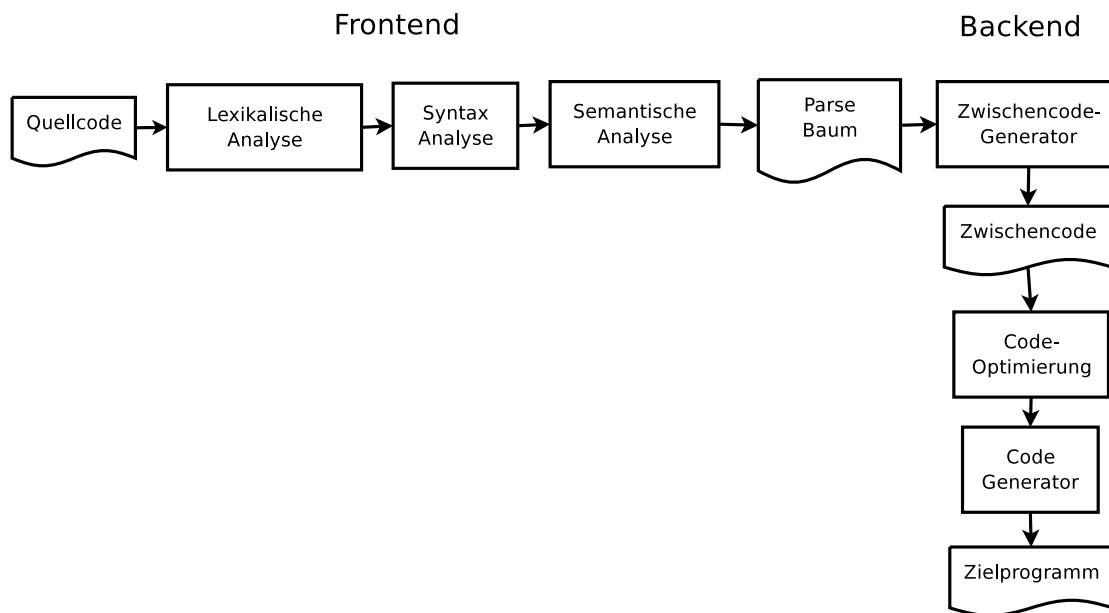 Frontend
Backend
Quellcode
Lexikalische
Analyse
Syntax
Analyse
Semantische
Analyse
Parse
Baum
Zwischencode-
Generator
Zwischencode
Code-
Optimierung
Code
Generator
Zielprogramm